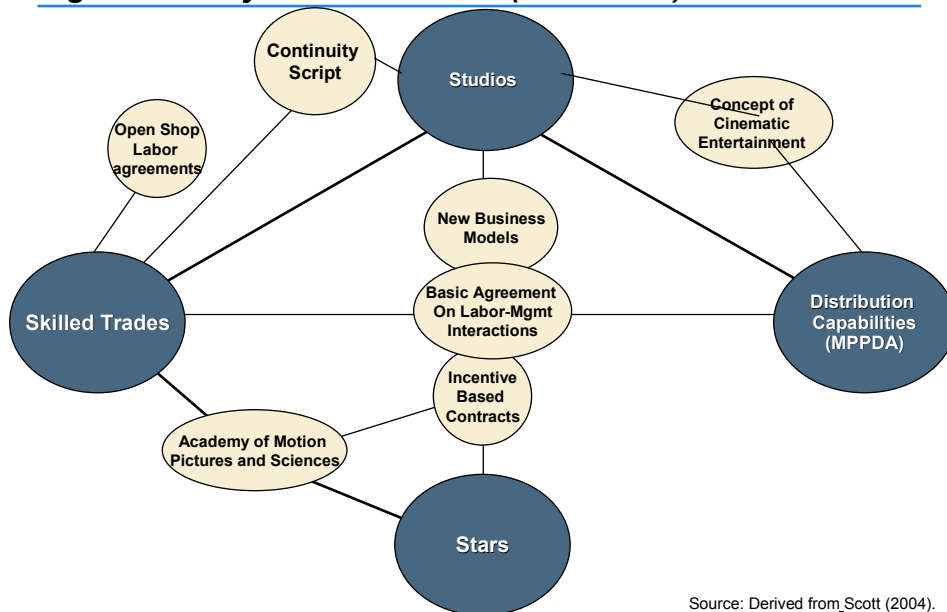 Continuity
Script
Studios
Concept of
Cinematic
Entertainment
Open Shop
Labor
agreements
New Business
Models
Skilled Trades
Basic Agreement
On Labor-Mgmt
Interactions
Distribution
Capabilities
(MPPDA)
Incentive
Based
Contracts
Academy of Motion
Pictures and Sciences
Stars
Source: Derived from Scott (2004).